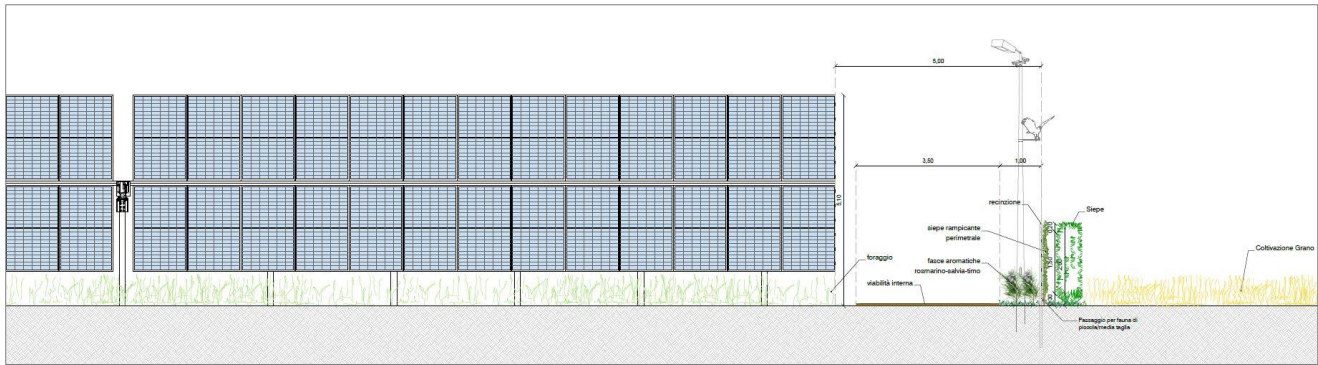 5,00
3,50
1,00
5,10
recinzione
Siepe
siepe rampicante
perimetrale
foraggio
fasce aromatiche
rosmarino-salvia-timo
viabilità interna
Coltivazione Grano
Passaggio per fauna di
piccola/media taglia